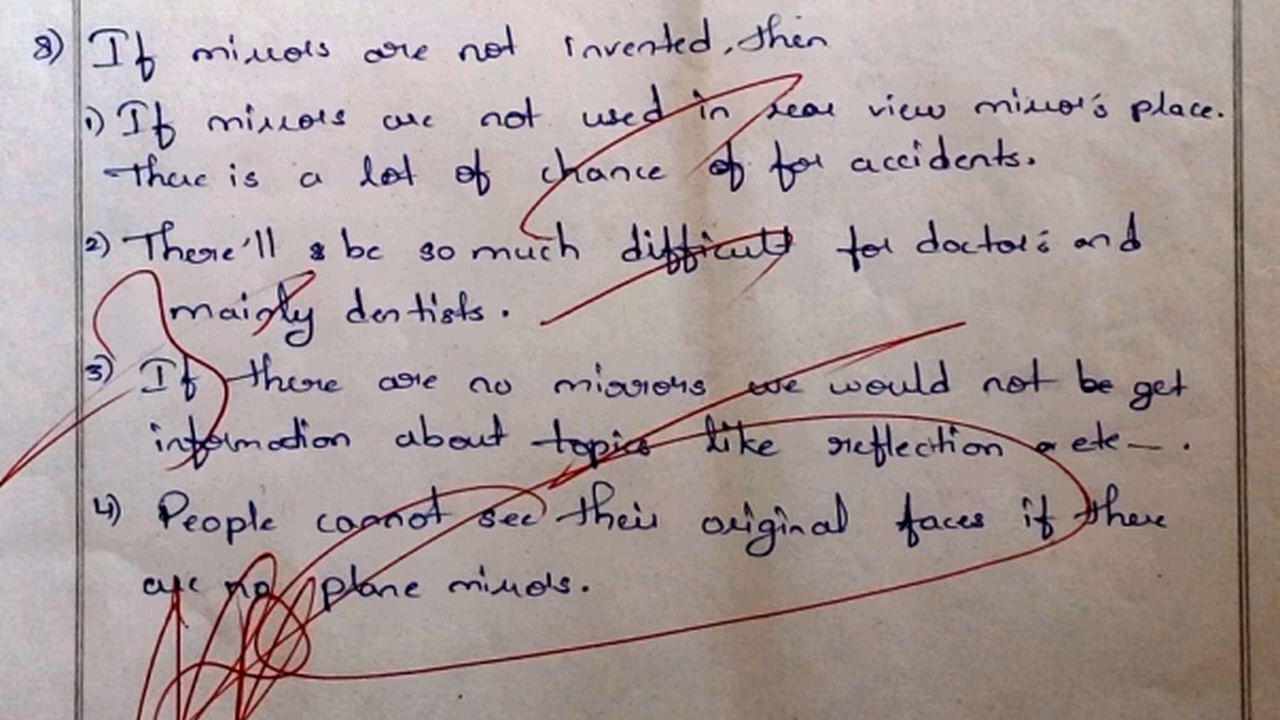 8) If mirrors are not invented, then
1) If mirrors are not used in rear view mirror's place.
There is a lot of chance of for accidents.
2) There'll be so much difficult for doctor's and
mainly dentists.
3) If there are no mirrors we would not be get
information about topics like reflection etc-.
4) People cannot see their original faces if there
are no plane mirrors.